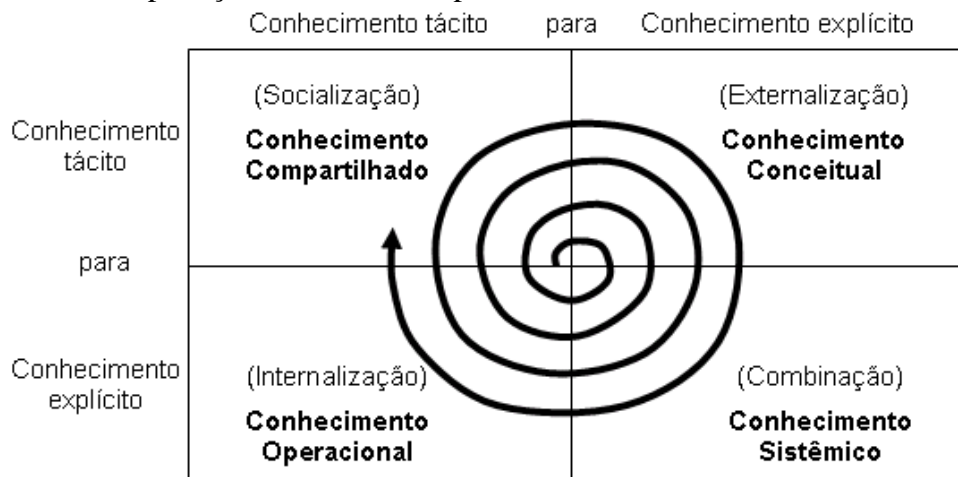 Conhecimento tácito para Conhecimento explícito
(Socialização)
Conhecimento
Compartilhado
(Externalização)
Conhecimento
Conceitual
Conhecimento
tácito
para
Conhecimento
explícito
(Internalização)
Conhecimento
Operacional
(Combinação)
Conhecimento
Sistêmico